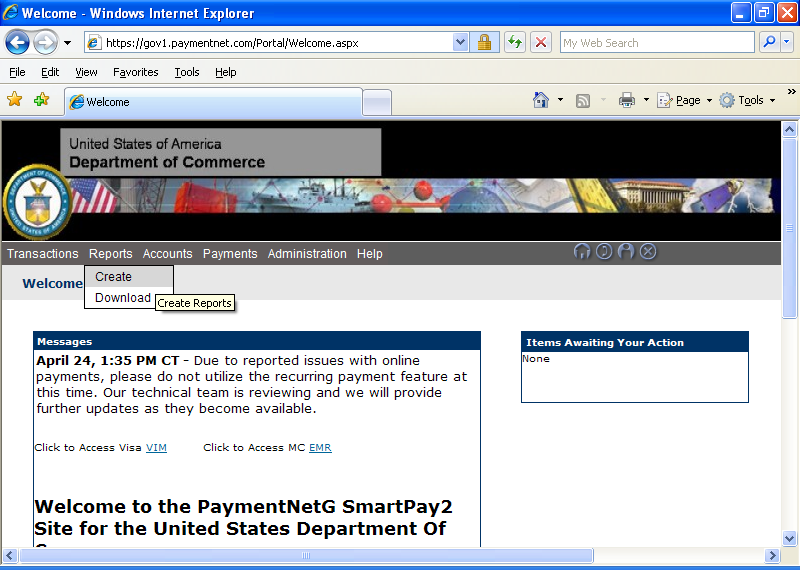 Welcome - Windows Internet Explorer
https://gov1.paymentnet.com/Portal/Welcome.aspx
My Web Search
File Edit View Favorites Tools Help
Welcome
Page Tools
United States of America
Department of Commerce
Transactions Reports Accounts Payments Administration Help
Create
Welcome
Download
Create Reports
Messages
April 24, 1:35 PM CT - Due to reported issues with online
payments, please do not utilize the recurring payment feature at
this time. Our technical team is reviewing and we will provide
further updates as they become available.
Click to Access Visa VIM Click to Access MC EMR
Welcome to the PaymentNetG SmartPay2
Site for the United States Department Of
Items Awaiting Your Action
None